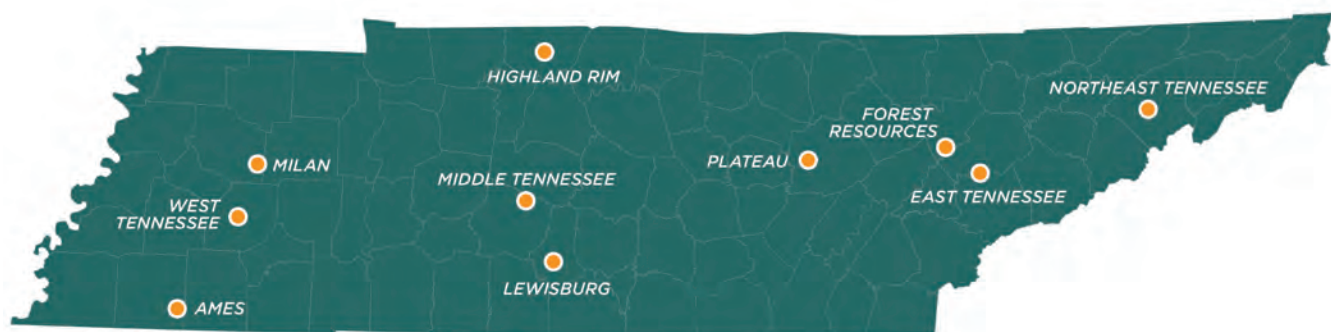 HIGHLAND RIM
NORTHEAST TENNESSEE
FOREST
RESOURCES
MILAN
PLATEAU
MIDDLE TENNESSEE
EAST TENNESSEE
WEST
TENNESSEE
LEWISBURG
AMES